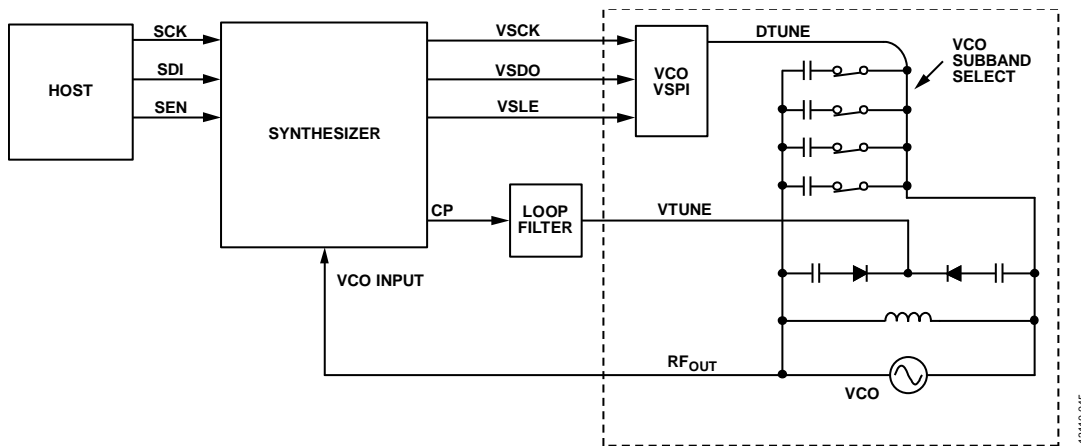 HOST
SCK
SDI
SEN
SYNTHESIZER
VSCK
VSDO
VSLE
VCO
VSPI
DTUNE
VCO
SUBBAND
SELECT
CP
LOOP
FILTER
VTUNE
VCO INPUT
RFOUT
VCO